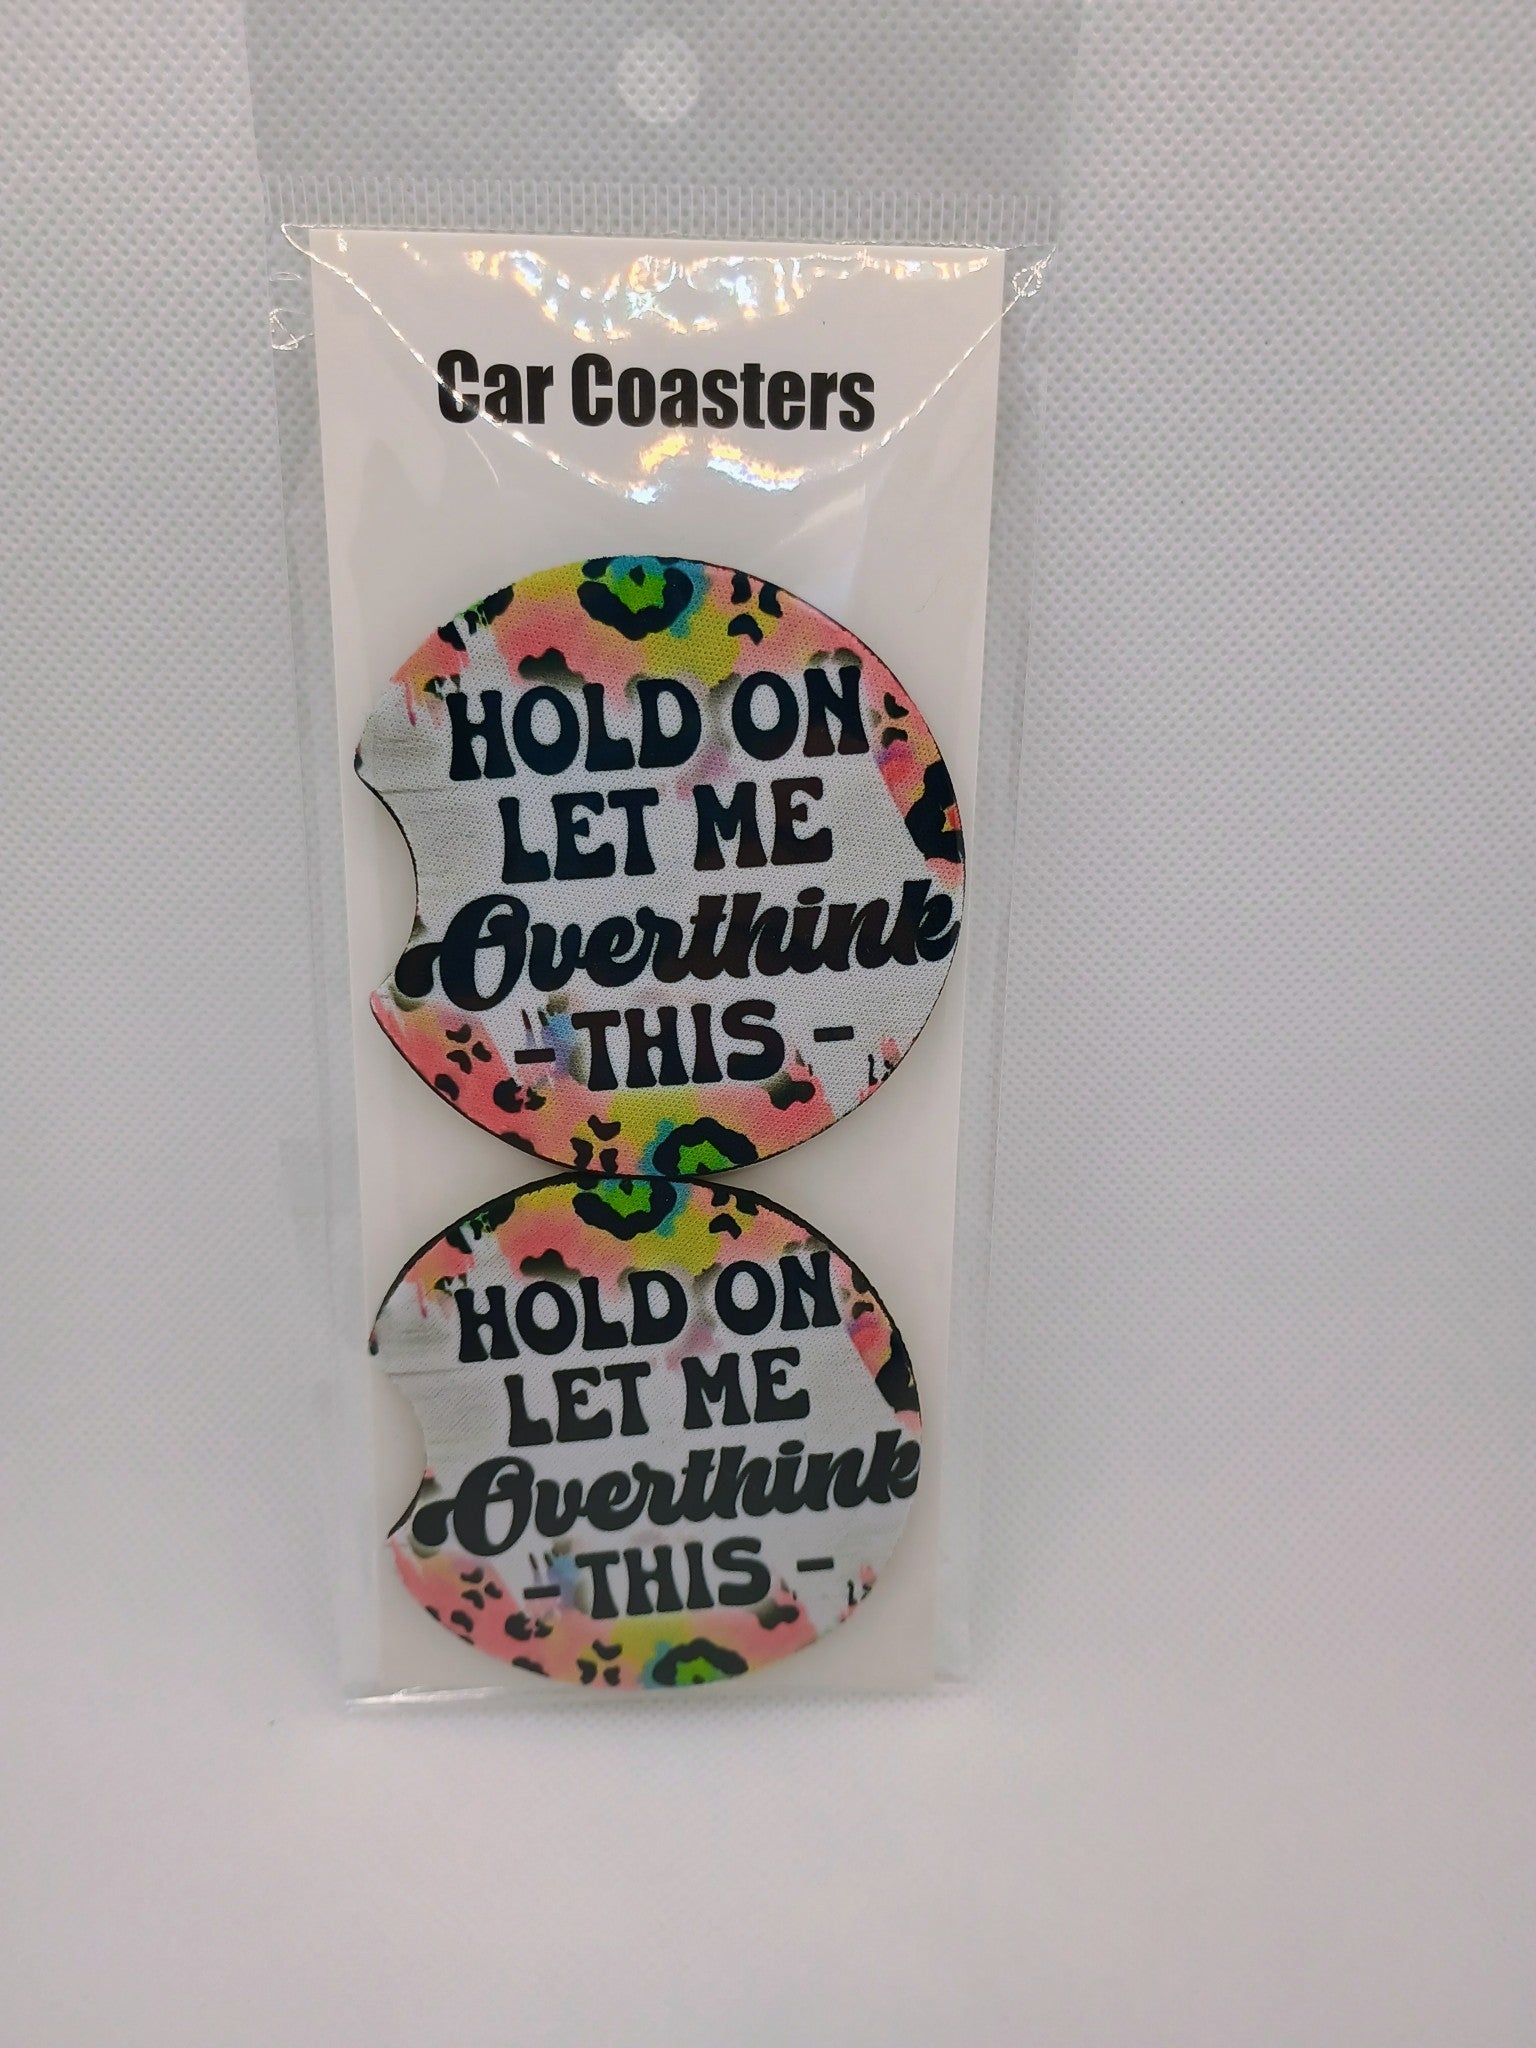 Car Coasters
HOLD ON
LET ME
Overthink
- THIS -
HOLD ON
LET ME
Overthink
- THIS -